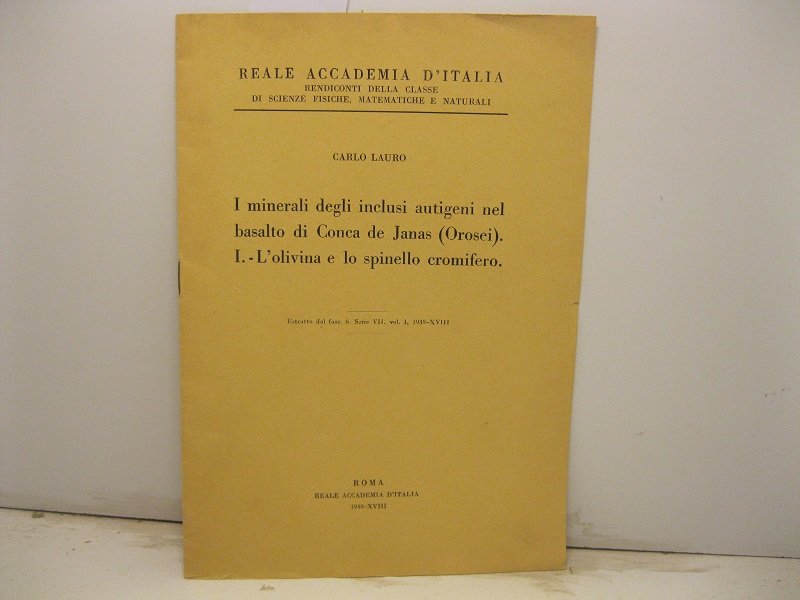 REALE ACCADEMIA D'ITALIA
RENDICONTI DELLA CLASSE
DI SCIENZE FISICHE, MATEMATICHE E NATURALI
CARLO LAURO
I minerali degli inclusi autigeni nel
basalto di Conca de Janas (Orosei).
I. - L'olivina e lo spinello cromifero.
Estratto dal fasc. 6, Serie VII, vol. I, 1939-XVIII
ROMA
REALE ACCADEMIA D'ITALIA
1940-XVIII